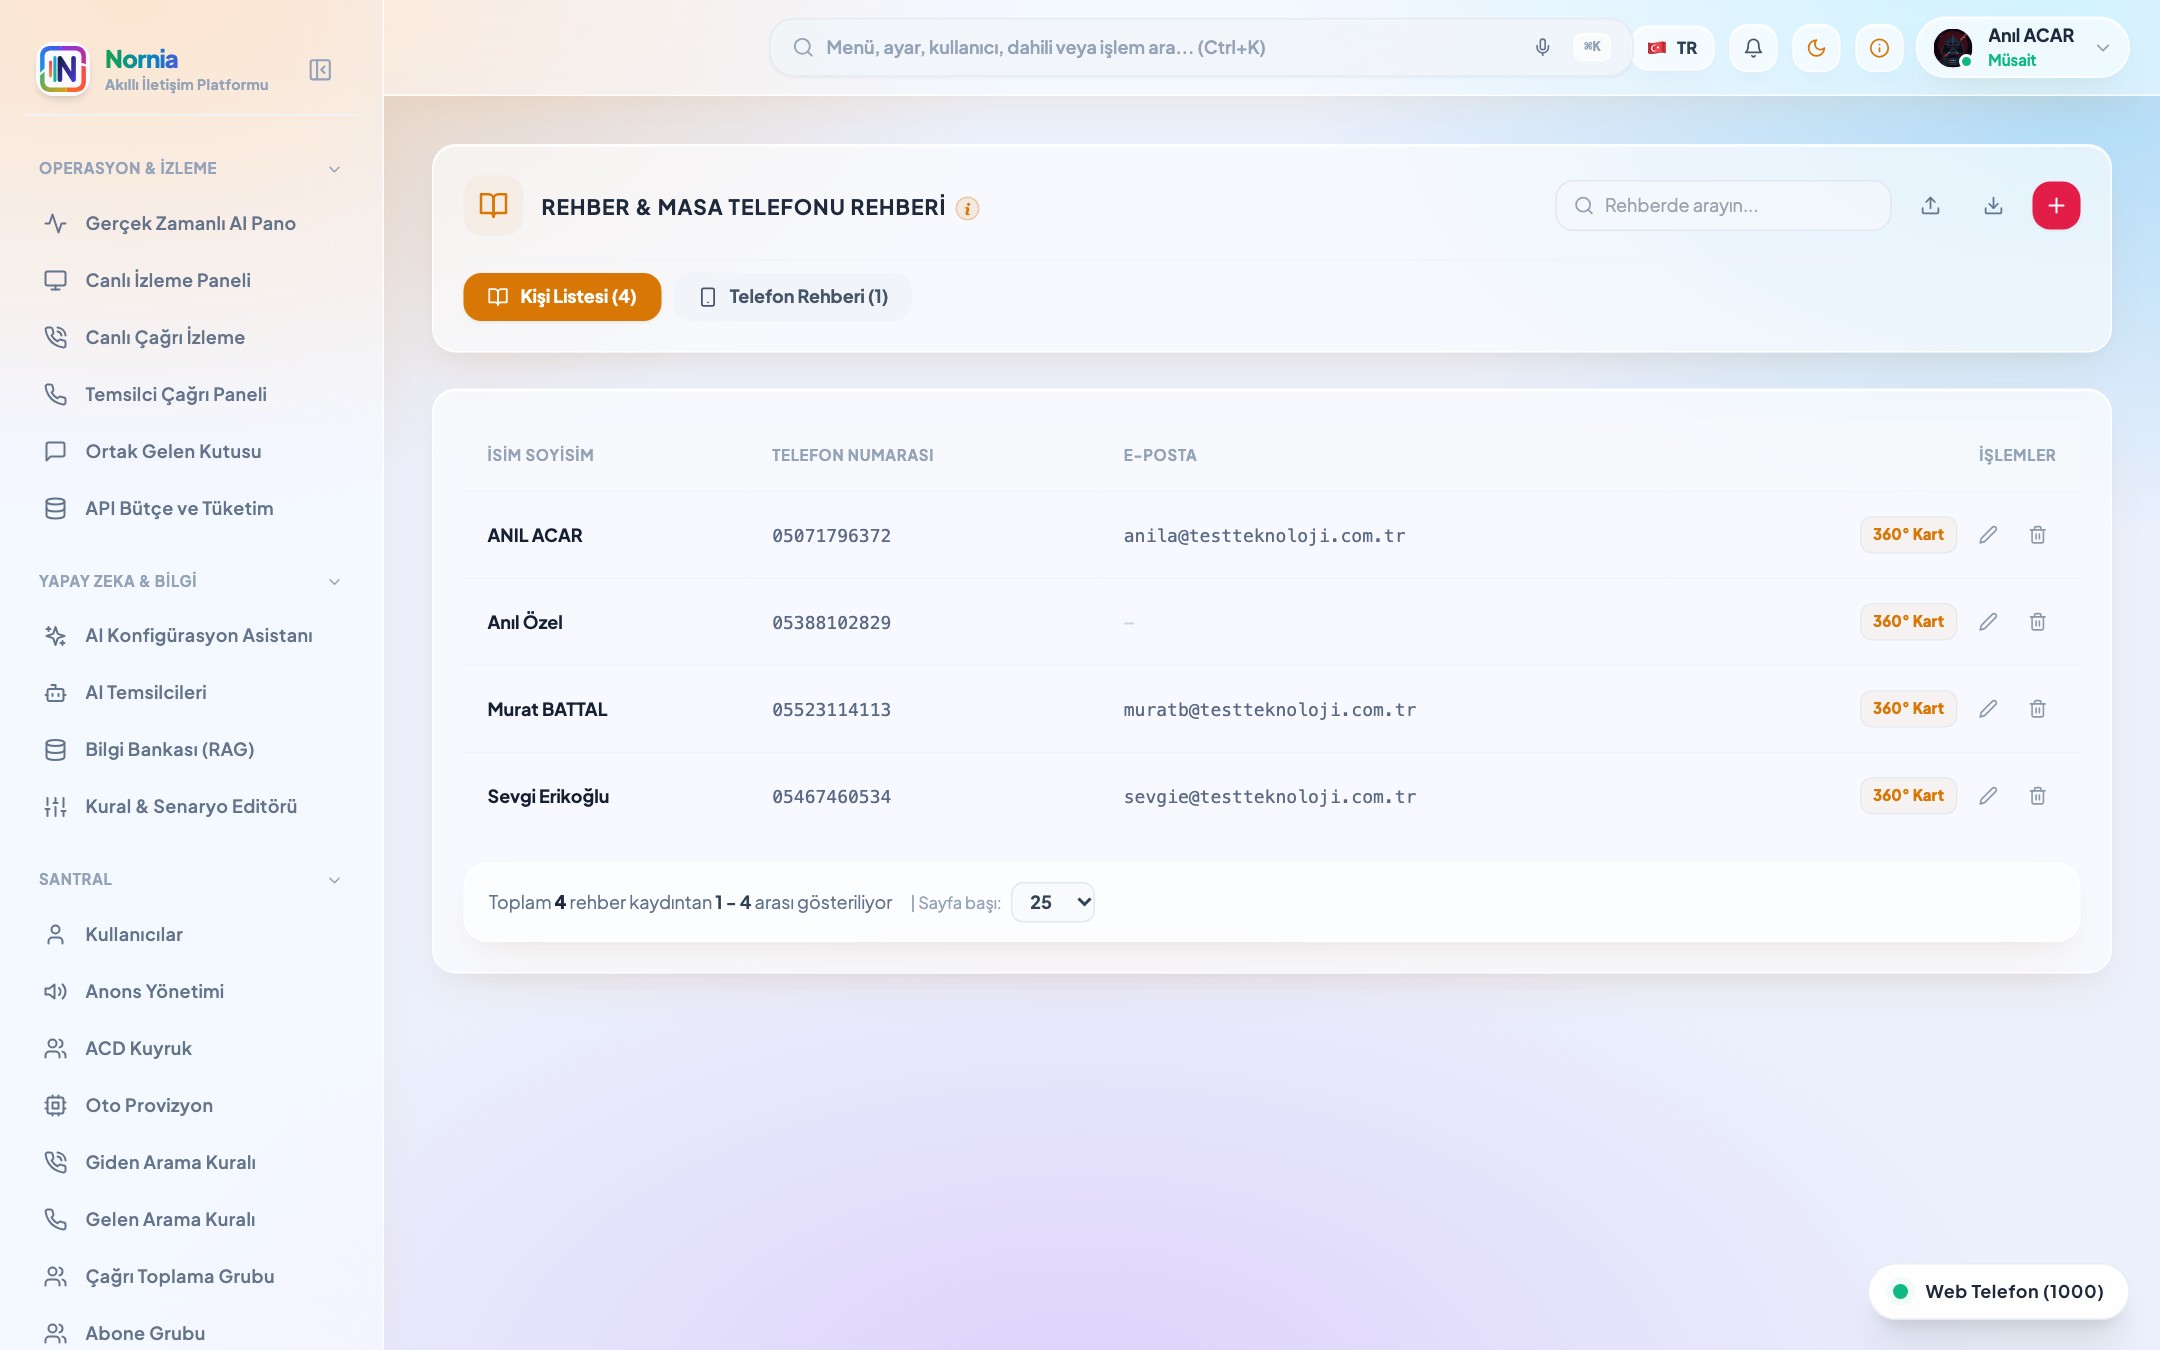 Nornia
Akıllı İletişim Platformu
Menü, ayar, kullanıcı, dahili veya işlem ara... (Ctrl+K)
⌘K
TR
Anıl ACAR
Müsait
OPERASYON & İZLEME
Gerçek Zamanlı AI Pano
Canlı İzleme Paneli
Canlı Çağrı İzleme
Temsilci Çağrı Paneli
Ortak Gelen Kutusu
API Bütçe ve Tüketim
YAPAY ZEKA & BİLGİ
AI Konfigürasyon Asistanı
AI Temsilcileri
Bilgi Bankası (RAG)
Kural & Senaryo Editörü
SANTRAL
Kullanıcılar
Anons Yönetimi
ACD Kuyruk
Oto Provizyon
Giden Arama Kuralı
Gelen Arama Kuralı
Çağrı Toplama Grubu
Abone Grubu
REHBER & MASA TELEFONU REHBERİ
Rehberde arayın...
Kişi Listesi (4)
Telefon Rehberi (1)
İSİM SOYİSİM TELEFON NUMARASI E-POSTA İŞLEMLER
ANIL ACAR 05071796372 anila@testteknoloji.com.tr 360° Kart
Anıl Özel 05388102829 – 360° Kart
Murat BATTAL 05523114113 muratb@testteknoloji.com.tr 360° Kart
Sevgi Erikoğlu 05467460534 sevgie@testteknoloji.com.tr 360° Kart
Toplam 4 rehber kaydıntan 1 – 4 arası gösteriliyor | Sayfa başı: 25
Web Telefon (1000)